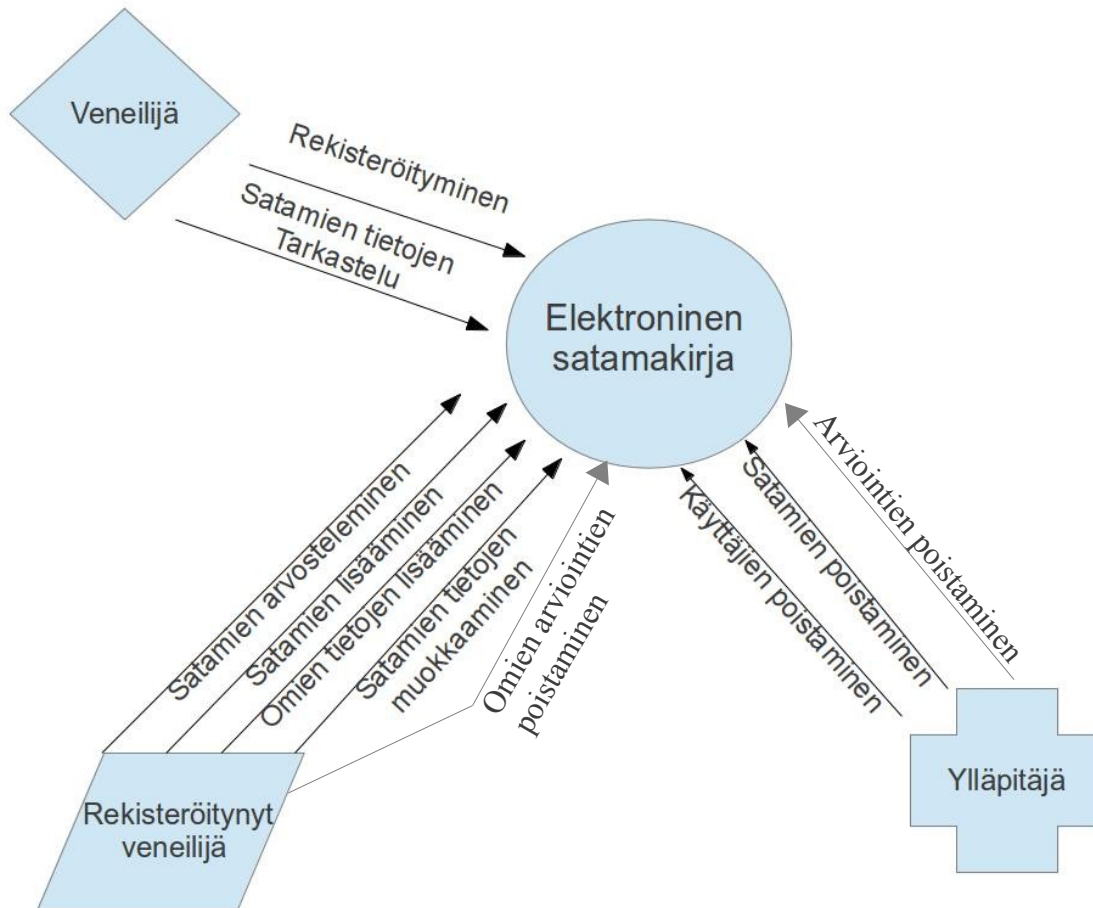 Veneilijä
Rekisteröityminen
Satamien tietojen
Tarkastelu
Elektroninen
satamakirja
Satamien arvosteleminen
Satamien lisääminen
Omien tietojen lisääminen
Satamien tietojen
muokkaaminen
Omien arviointien
poistaminen
Käyttäjien poistaminen
Satamien poistaminen
Arviointien poistaminen
Rekisteröitynyt
veneilijä
Ylläpitäjä